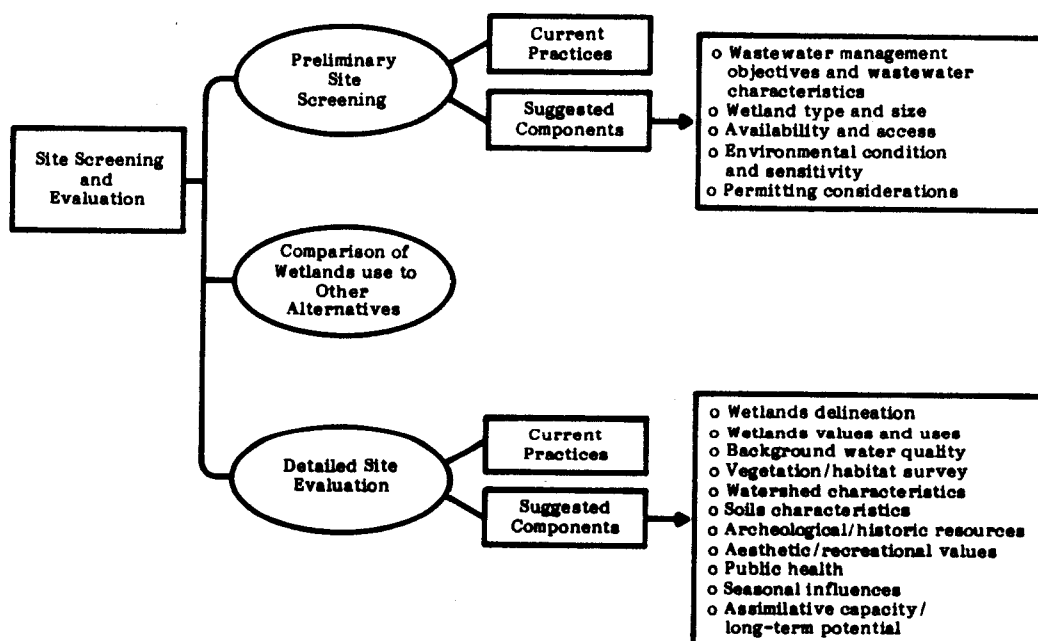 Site Screening
and
Evaluation
Preliminary
Site
Screening
Current
Practices
Suggested
Components
o Wastewater management
objectives and wastewater
characteristics
o Wetland type and size
o Availability and access
o Environmental condition
and sensitivity
o Permitting considerations
Comparison of
Wetlands use to
Other
Alternatives
Detailed Site
Evaluation
Current
Practices
Suggested
Components
o Wetlands delineation
o Wetlands values and uses
o Background water quality
o Vegetation/habitat survey
o Watershed characteristics
o Soils characteristics
o Archeological/historic resources
o Aesthetic/recreational values
o Public health
o Seasonal influences
o Assimilative capacity/
long-term potential